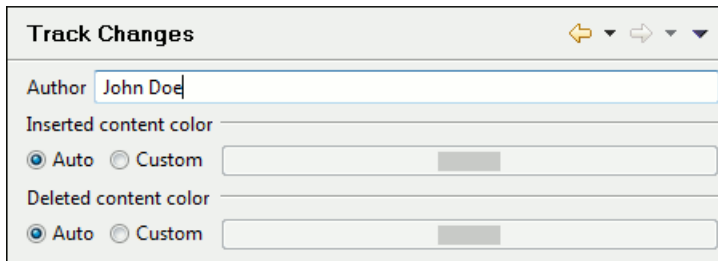 Track Changes
Author John Doe
Inserted content color
Auto Custom
Deleted content color
Auto Custom